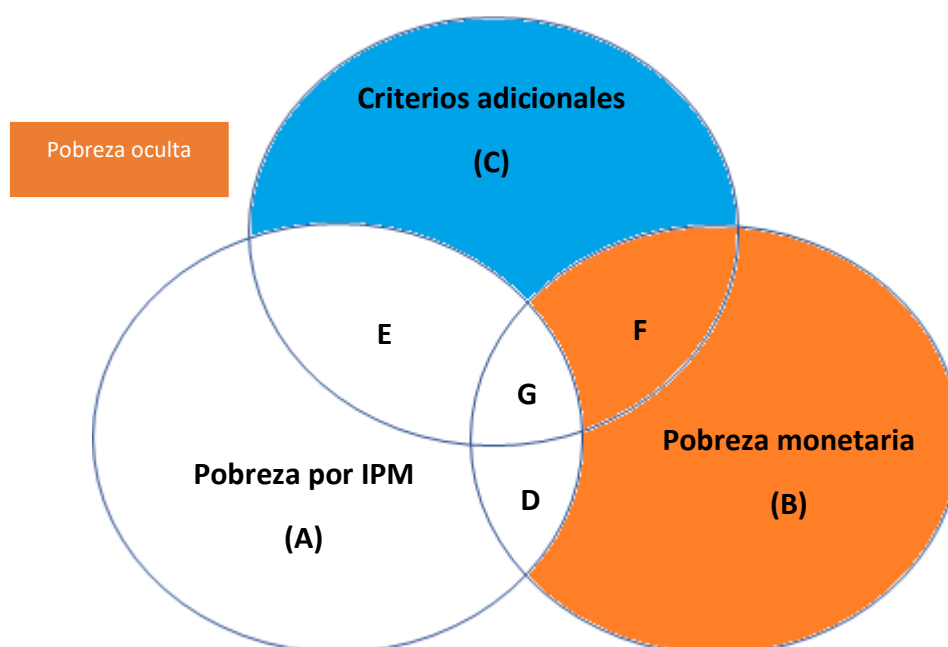 Criterios adicionales
(C)
Pobreza oculta
E
F
G
Pobreza monetaria
(B)
Pobreza por IPM
(A)
D